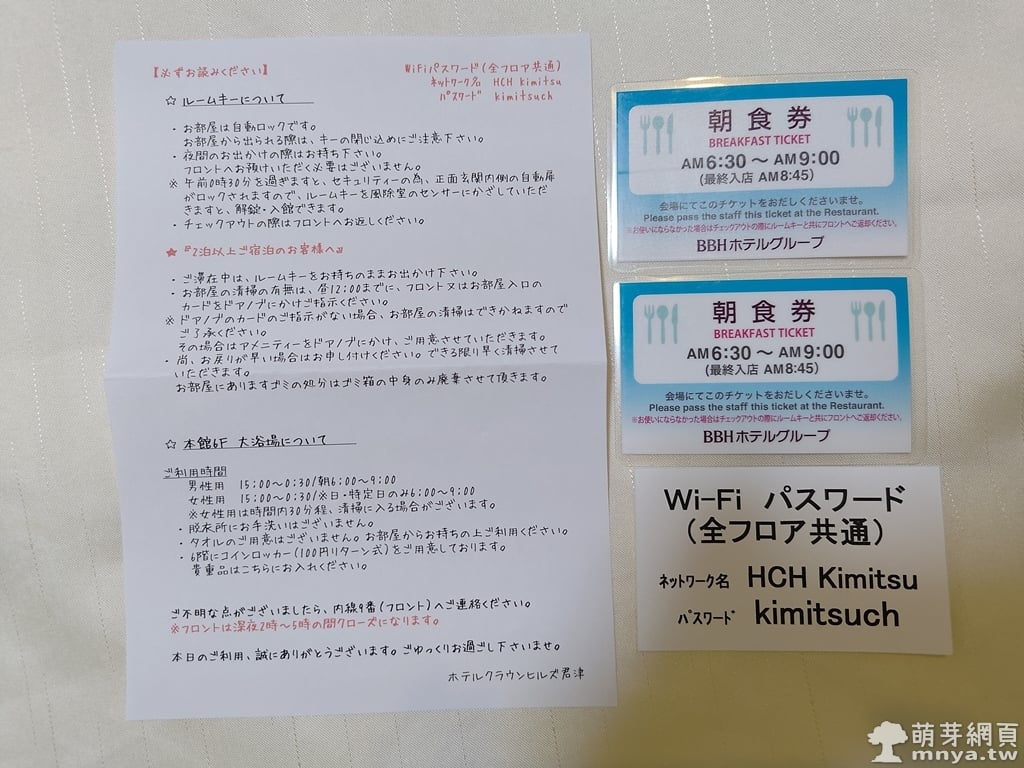 【必ずお読みください】
WiFiパスワード(全フロア共通)
ネットワーク名 HCH Kimitsu
パスワード kimitsuch
☆ ルームキーについて
・お部屋は自動ロックです。
お部屋から出られる際は、キーの閉じ込めにご注意下さい。
・夜間のお出かけの際はお持ち下さい。
フロントへお預けいただく必要はございません。
※ 午前0時30分を過ぎますと、セキュリティーの為、正面玄関内側の自動扉
がロックされますので、ルームキーを風除室のセンサーにかざしていただ
きますと、解錠・入館できます。
・チェックアウトの際はフロントへお返しください。
★『2泊以上ご宿泊のお客様へ』
・ご滞在中は、ルームキーをお持ちのままお出かけ下さい。
・お部屋の清掃の有無は、昼12:00までに、フロント又はお部屋入口の
カードをドアノブにかけご指示ください。
※ ドアノブのカードのご指示がない場合、お部屋の清掃はできかねますので
ご了承ください。
その場合はアメニティーをドアノブにかけ、ご用意させていただきます。
・尚、お戻りが早い場合はお申し付けください。できる限り早く清掃させて
いただきます。
お部屋にありますゴミの処分はゴミ箱の中身のみ廃棄させて頂きます。
☆ 本館6F 大浴場について
ご利用時間
男性用 15:00~0:30/朝6:00~9:00
女性用 15:00~0:30/※日・特定日のみ6:00~9:00
※女性用は時間内30分程、清掃に入る場合がございます。
・脱衣所にお手洗いはございません。
・タオルのご用意はございません。お部屋からお持ちの上ご利用ください。
・6階にコインロッカー(100円リターン式)をご用意しております。
貴重品はこちらにお入れください。
ご不明な点がございましたら、内線9番(フロント)へご連絡ください。
※フロントは深夜2時~5時の間クローズになります。
本日のご利用、誠にありがとうございます。ごゆっくりお過ごし下さいませ。
ホテルクラウンヒルズ君津
朝食券
BREAKFAST TICKET
AM6:30~AM9:00
(最終入店 AM8:45)
会場にてこのチケットをおだしくださいませ。
Please pass the staff this ticket at the Restaurant.
※お使いにならなかった場合はチェックアウトの際にルームキーと共にフロントへご返却ください。
BBHホテルグループ
朝食券
BREAKFAST TICKET
AM6:30~AM9:00
(最終入店 AM8:45)
会場にてこのチケットをおだしくださいませ。
Please pass the staff this ticket at the Restaurant.
※お使いにならなかった場合はチェックアウトの際にルームキーと共にフロントへご返却ください。
BBHホテルグループ
Wi-Fi パスワード
(全フロア共通)
ネットワーク名 HCH Kimitsu
パスワード kimitsuch
萌芽網頁
mnya.tw